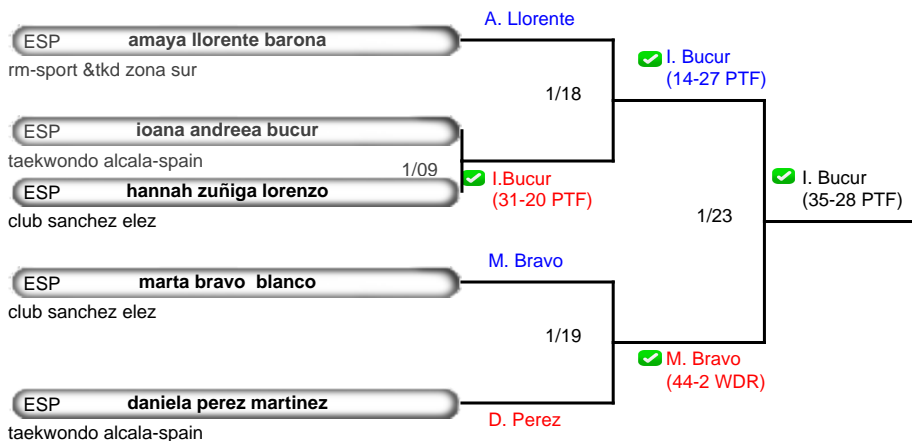 A. Llorente
ESP amaya llorente barona
rm-sport &tkd zona sur
I. Bucur
(14-27 PTF)
1/18
ESP ioana andreea bucur
taekwondo alcala-spain
1/09
I.Bucur
(31-20 PTF)
ESP hannah zuñiga lorenzo
club sanchez elez
I. Bucur
(35-28 PTF)
1/23
M. Bravo
ESP marta bravo  blanco
club sanchez elez
1/19
M. Bravo
(44-2 WDR)
ESP daniela perez martinez
D. Perez
taekwondo alcala-spain